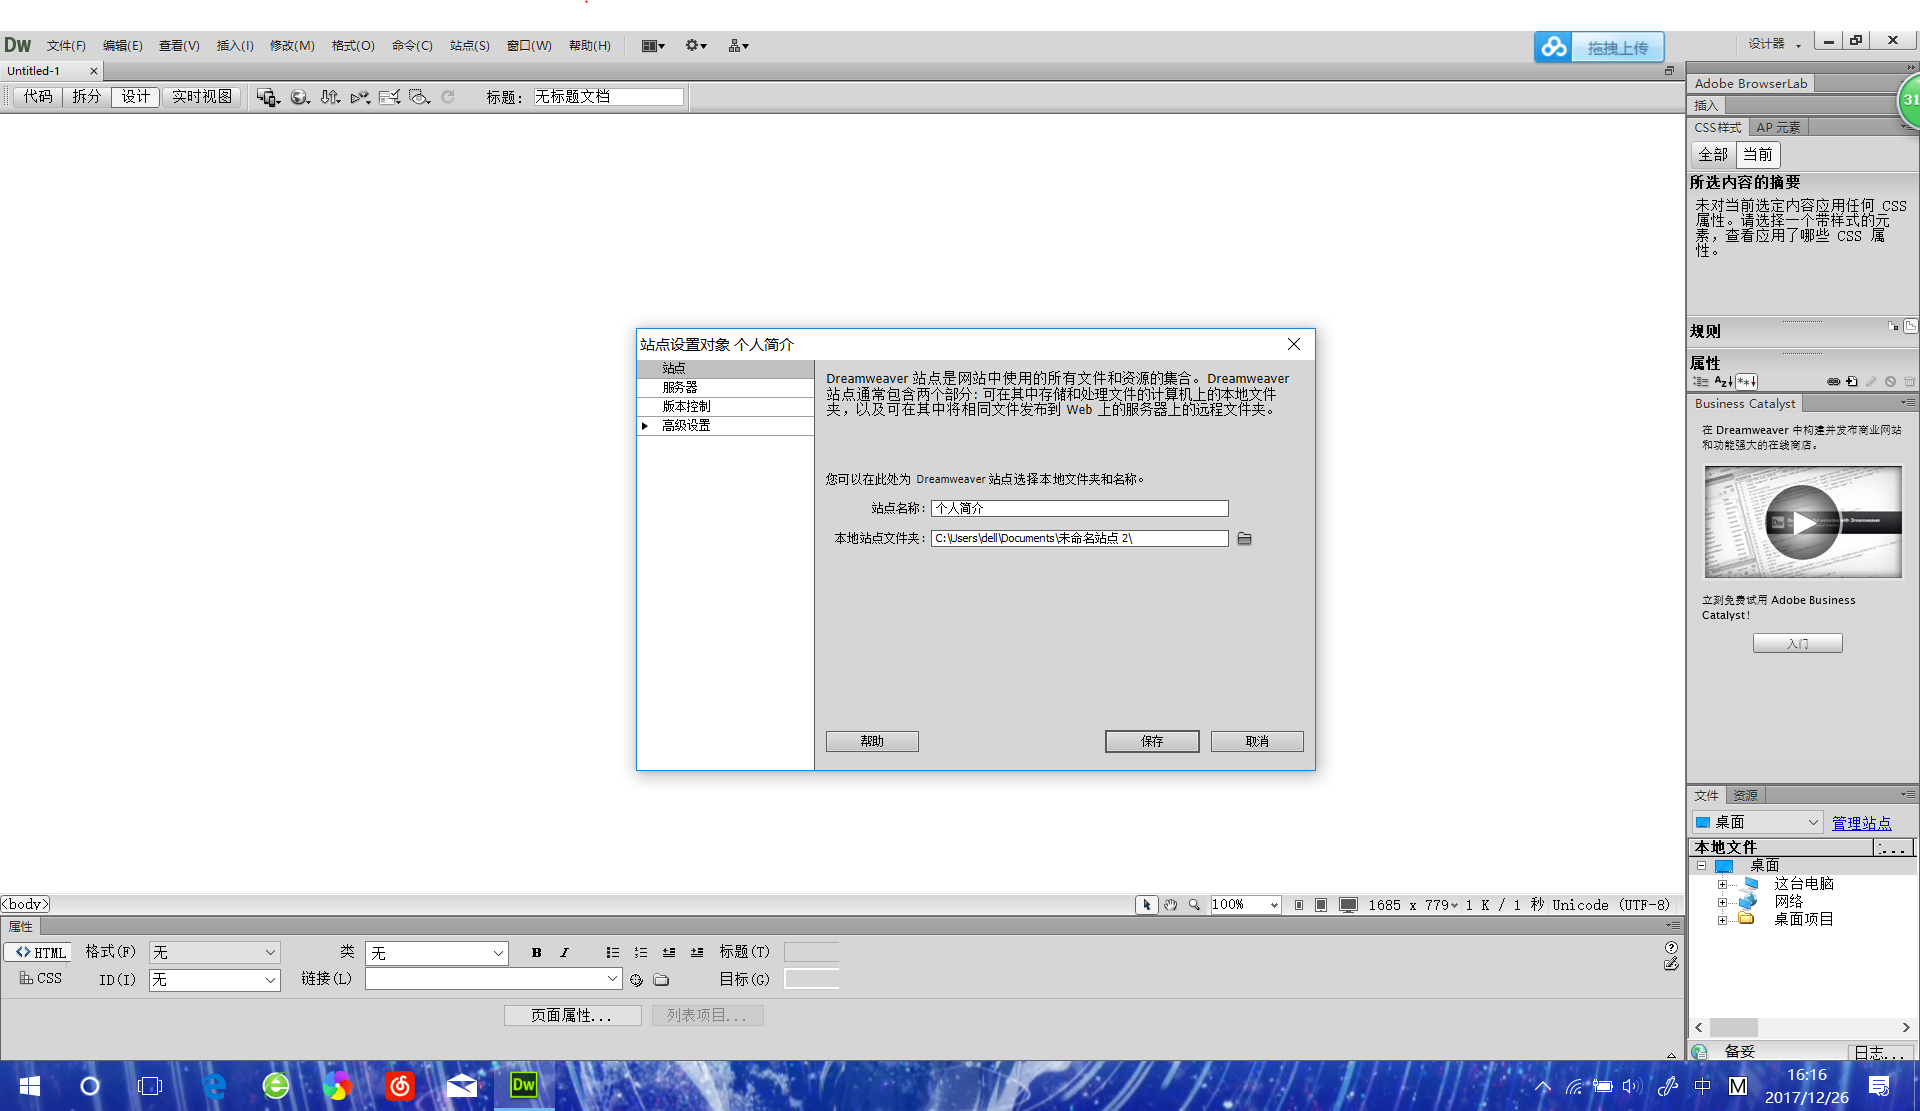 Dw 文件(F) 编辑(E) 查看(V) 插入(I) 修改(M) 格式(O) 命令(C) 站点(S) 窗口(W) 帮助(H) 拖拽上传 设计器
Untitled-1
代码 拆分 设计 实时视图 标题: 无标题文档
Adobe BrowserLab
31
插入
CSS样式 AP 元素
全部 当前
所选内容的摘要
未对当前选定内容应用任何 CSS
属性。请选择一个带样式的元
素，查看应用了哪些 CSS 属
性。
规则
属性
Business Catalyst
在 Dreamweaver 中构建并发布商业网站
和功能强大的在线商店。
立刻免费试用 Adobe Business
Catalyst!
入门
站点设置对象 个人简介
站点
服务器
版本控制
高级设置
Dreamweaver 站点是网站中使用的所有文件和资源的集合。Dreamweaver
站点通常包含两个部分: 可在其中存储和处理文件的计算机上的本地文件
夹，以及可在其中将相同文件发布到 Web 上的服务器上的远程文件夹。
您可以在此处为 Dreamweaver 站点选择本地文件夹和名称。
站点名称: 个人简介
本地站点文件夹: C:\Users\dell\Documents\未命名站点 2\
帮助 保存 取消
文件 资源
桌面 管理站点
本地文件
桌面
这台电脑
网络
桌面项目
备妥 日志...
<body> 100% 1685 x 779 1 K / 1 秒 Unicode (UTF-8)
属性
<> HTML 格式(F) 无 类 无 B I 标题(T)
CSS ID(I) 无 链接(L) 目标(G)
页面属性... 列表项目...
Dw 中 M 16:16
2017/12/26